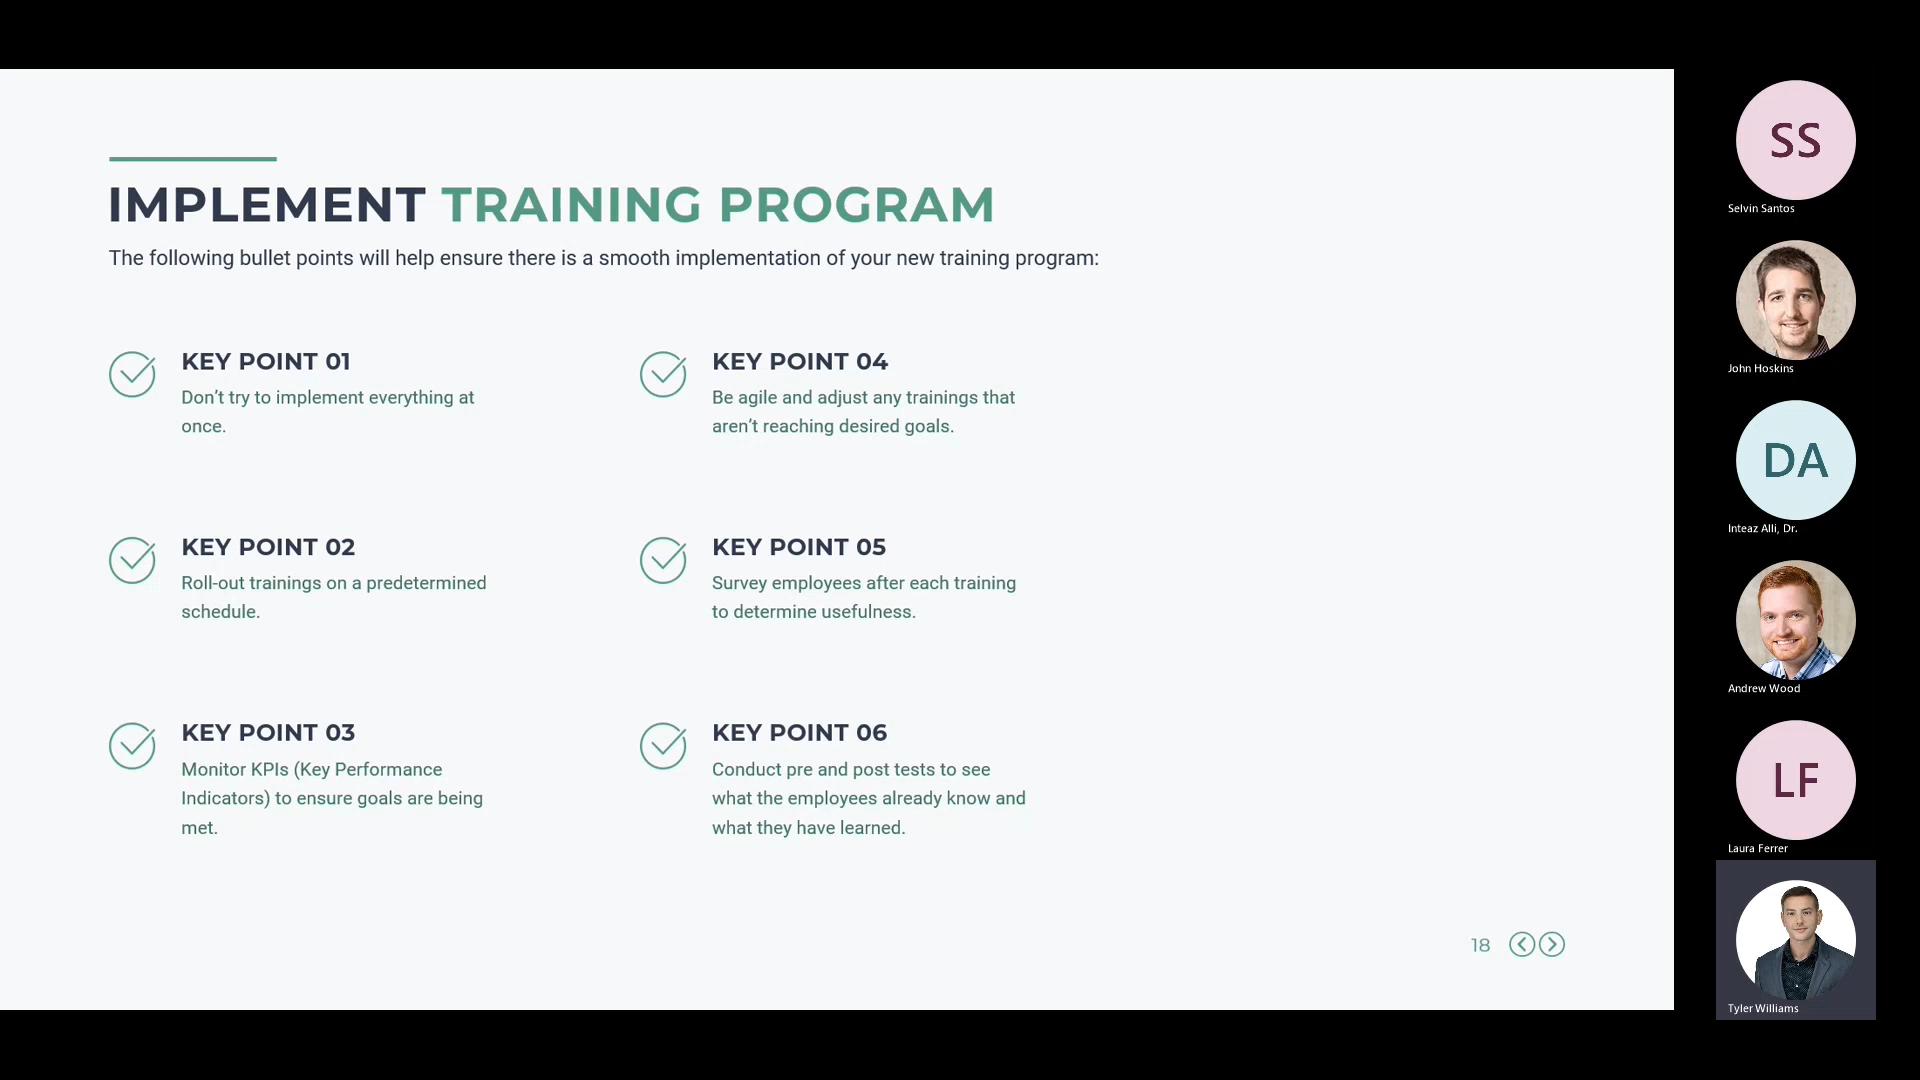 IMPLEMENT TRAINING PROGRAM
The following bullet points will help ensure there is a smooth implementation of your new training program:
KEY POINT 01
Don’t try to implement everything at
once.
KEY POINT 02
Roll-out trainings on a predetermined
schedule.
KEY POINT 03
Monitor KPIs (Key Performance
Indicators) to ensure goals are being
met.
KEY POINT 04
Be agile and adjust any trainings that
aren’t reaching desired goals.
KEY POINT 05
Survey employees after each training
to determine usefulness.
KEY POINT 06
Conduct pre and post tests to see
what the employees already know and
what they have learned.
18
SS
Selvin Santos
John Hoskins
DA
Inteaz Alli, Dr.
Andrew Wood
LF
Laura Ferrer
Tyler Williams